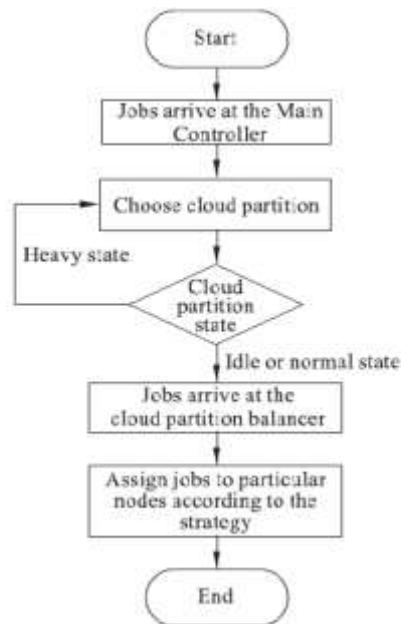 Start
Jobs arrive at the Main
Controller
Choose cloud partition
Heavy state
Cloud
partition
state
Idle or normal state
Jobs arrive at the
cloud partition balancer
Assign jobs to particular
nodes according to the
strategy
End